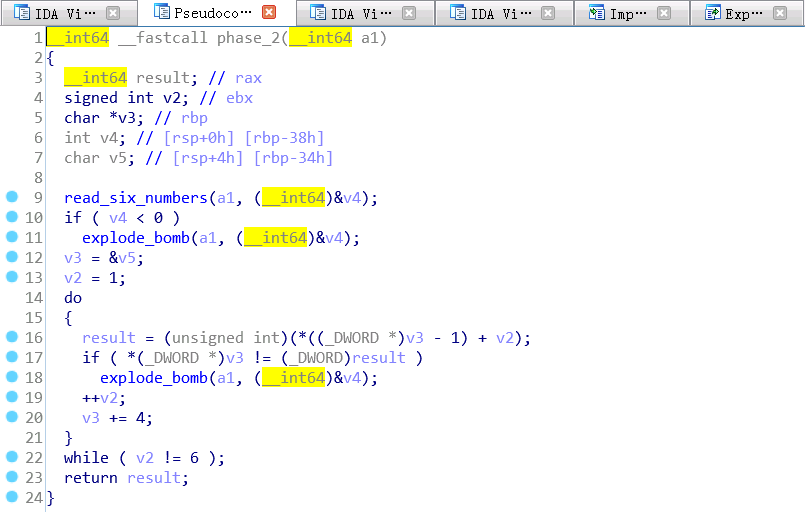 IDA Vi··· Pseudoco··· IDA Vi··· IDA Vi··· Imp··· Exp···
1 __int64 __fastcall phase_2(__int64 a1)
2 {
3   __int64 result; // rax
4   signed int v2; // ebx
5   char *v3; // rbp
6   int v4; // [rsp+0h] [rbp-38h]
7   char v5; // [rsp+4h] [rbp-34h]
8
9   read_six_numbers(a1, (__int64)&v4);
10   if ( v4 < 0 )
11     explode_bomb(a1, (__int64)&v4);
12   v3 = &v5;
13   v2 = 1;
14   do
15   {
16     result = (unsigned int)(*((_DWORD *)v3 - 1) + v2);
17     if ( *(_DWORD *)v3 != (_DWORD)result )
18       explode_bomb(a1, (__int64)&v4);
19     ++v2;
20     v3 += 4;
21   }
22   while ( v2 != 6 );
23   return result;
24 }